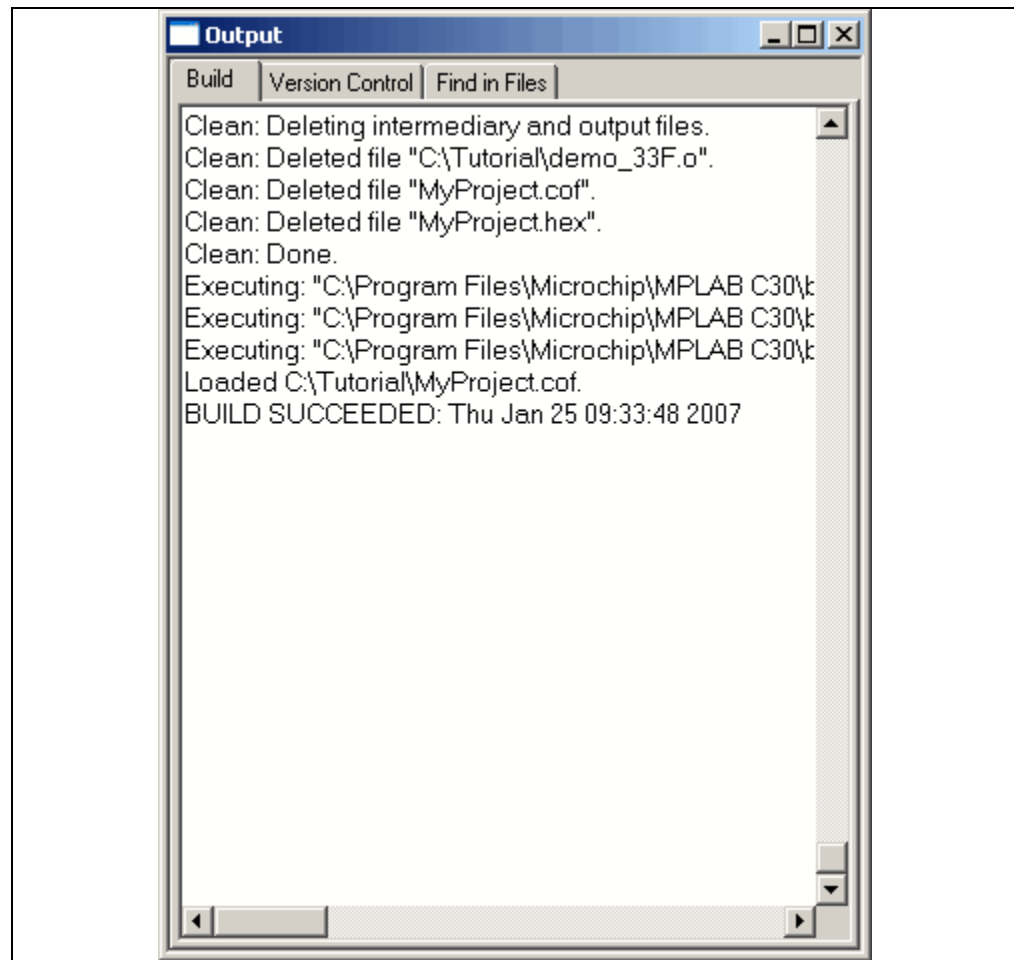 Output
Build Version Control Find in Files
Clean: Deleting intermediary and output files.
Clean: Deleted file "C:\Tutorial\demo_33F.o".
Clean: Deleted file "MyProject.cof".
Clean: Deleted file "MyProject.hex".
Clean: Done.
Executing: "C:\Program Files\Microchip\MPLAB C30\b
Executing: "C:\Program Files\Microchip\MPLAB C30\b
Executing: "C:\Program Files\Microchip\MPLAB C30\b
Loaded C:\Tutorial\MyProject.cof.
BUILD SUCCEEDED: Thu Jan 25 09:33:48 2007